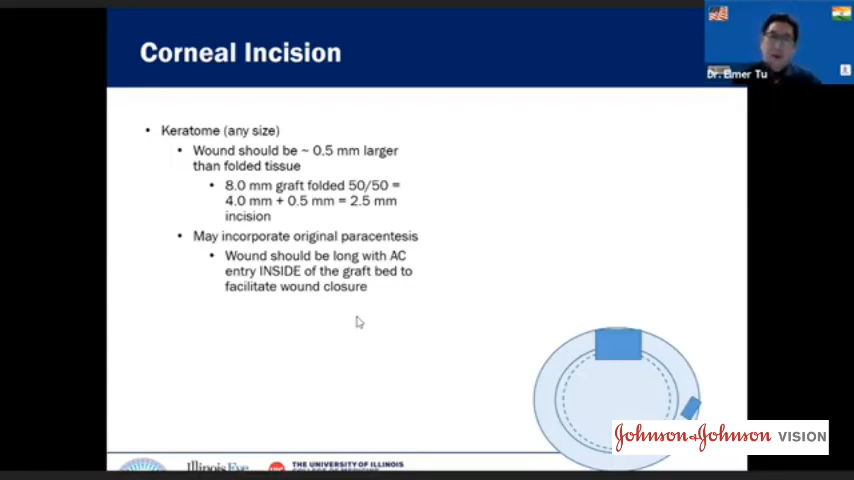 Corneal Incision
Dr. Elmer Tu
• Keratome (any size)
• Wound should be ~ 0.5 mm larger
than folded tissue
• 8.0 mm graft folded 50/50 =
4.0 mm + 0.5 mm = 2.5 mm
incision
• May incorporate original paracentesis
• Wound should be long with AC
entry INSIDE of the graft bed to
facilitate wound closure
Johnson+Johnson VISION
Illinois Eye
THE UNIVERSITY OF ILLINOIS